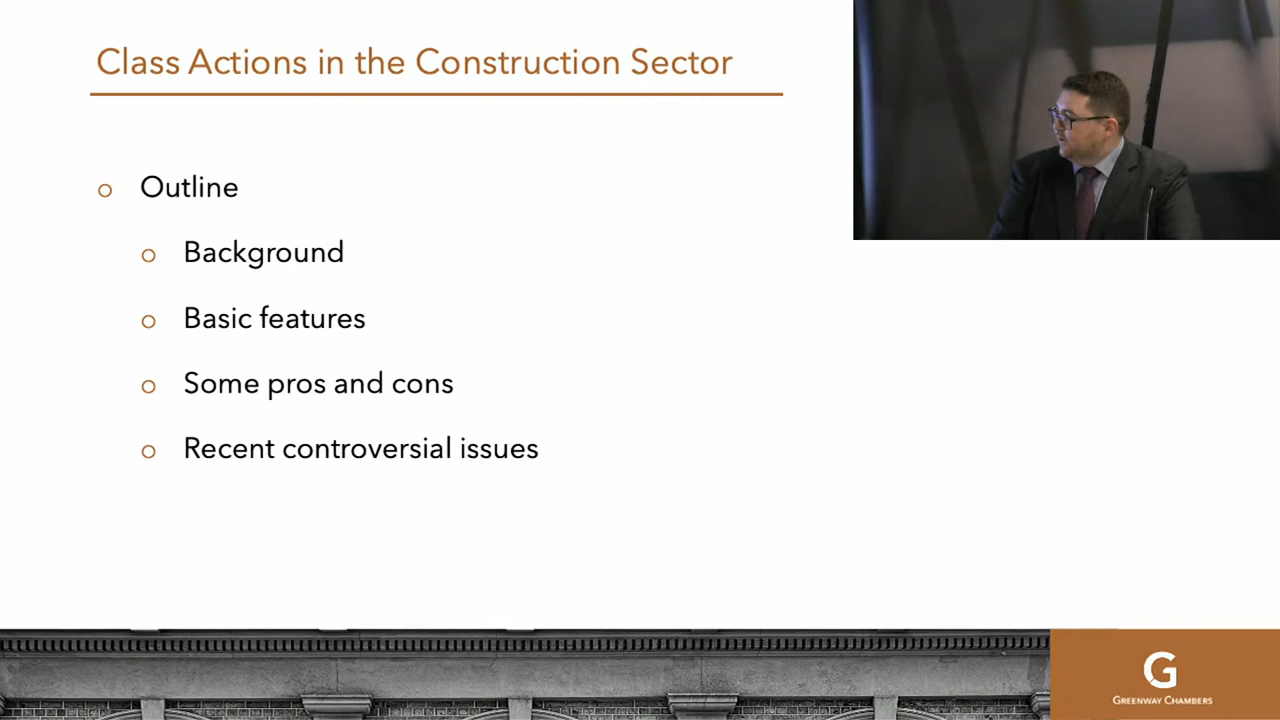 Class Actions in the Construction Sector
Outline
Background
Basic features
Some pros and cons
Recent controversial issues
G
GREENWAY CHAMBERS